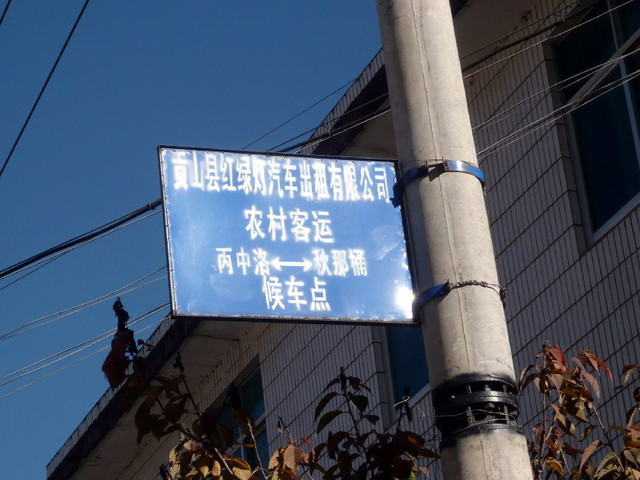 贡山县红绿灯汽车出租有限公司
农村客运
丙中洛↔秋那桶
候车点